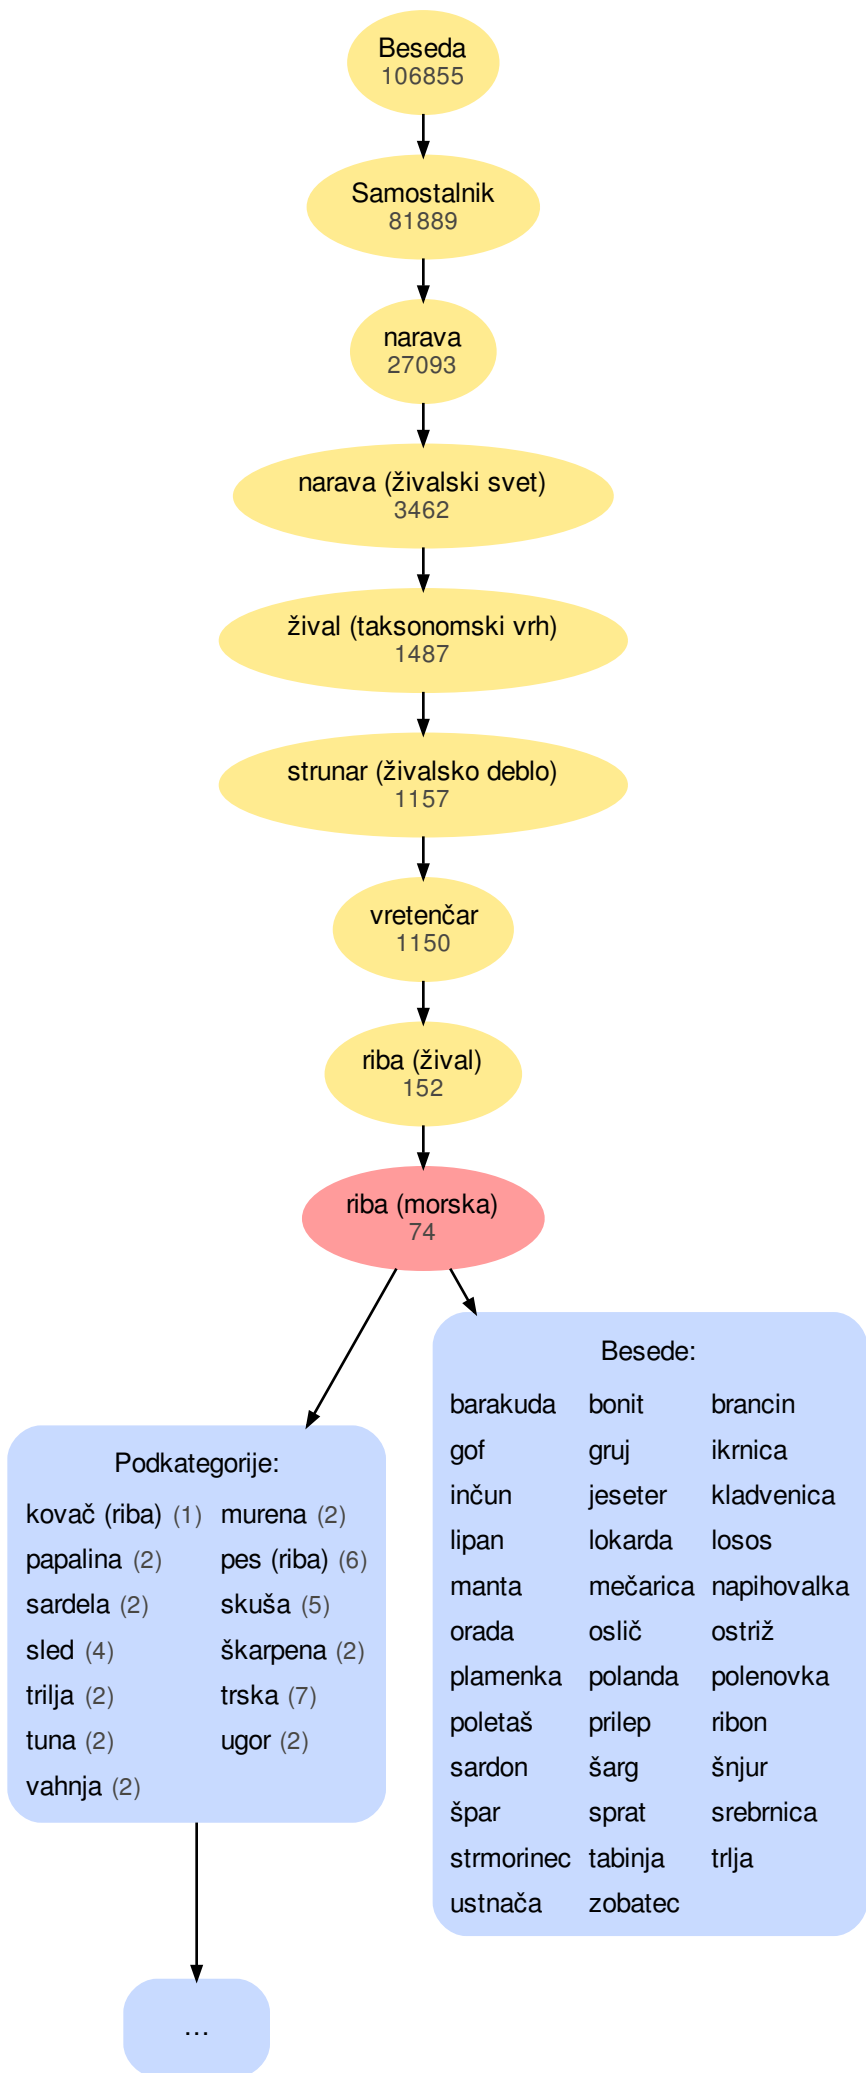 Beseda
106855
Samostalnik
81889
narava
27093
narava (živalski svet)
3462
žival (taksonomski vrh)
1487
strunar (živalsko deblo)
1157
vretenčar
1150
riba (žival)
152
riba (morska)
74
Podkategorije:
kovač (riba) (1) murena (2)
papalina (2) pes (riba) (6)
sardela (2) skuša (5)
sled (4) škarpena (2)
trilja (2) trska (7)
tuna (2) ugor (2)
vahnja (2)
...
Besede:
barakuda bonit brancin
gof gruj ikrnica
inčun jeseter kladvenica
lipan lokarda losos
manta mečarica napihovalka
orada oslič ostriž
plamenka polanda polenovka
poletaš prilep ribon
sardon šarg šnjur
špar sprat srebrnica
strmorinec tabinja trlja
ustnača zobatec